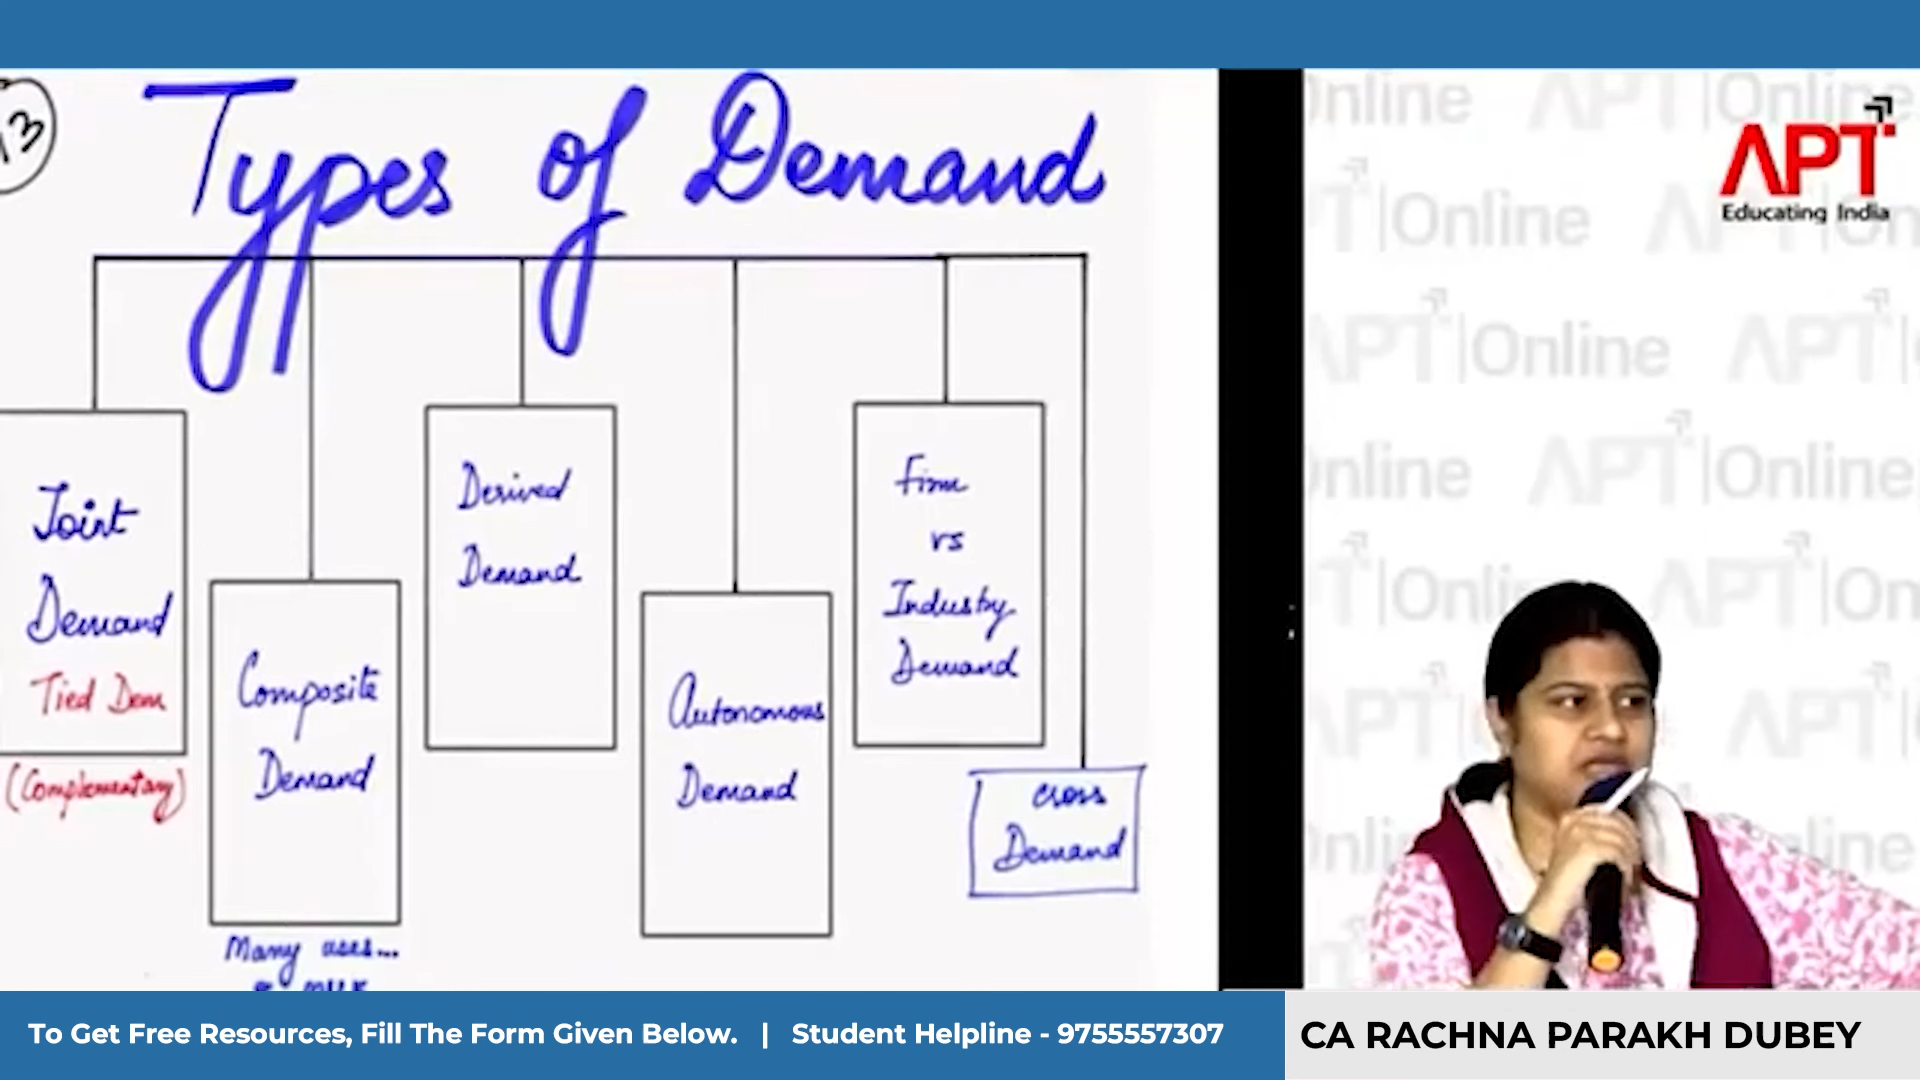 13
Types of Demand
Joint
Demand
Tied Dem
(Complementary)
Composite
Demand
Many uses...
Derived
Demand
Autonomous
Demand
Firm
vs
Industry
Demand
Cross
Demand
APT
Educating India
APT|Online
To Get Free Resources, Fill The Form Given Below. | Student Helpline - 9755557307
CA RACHNA PARAKH DUBEY